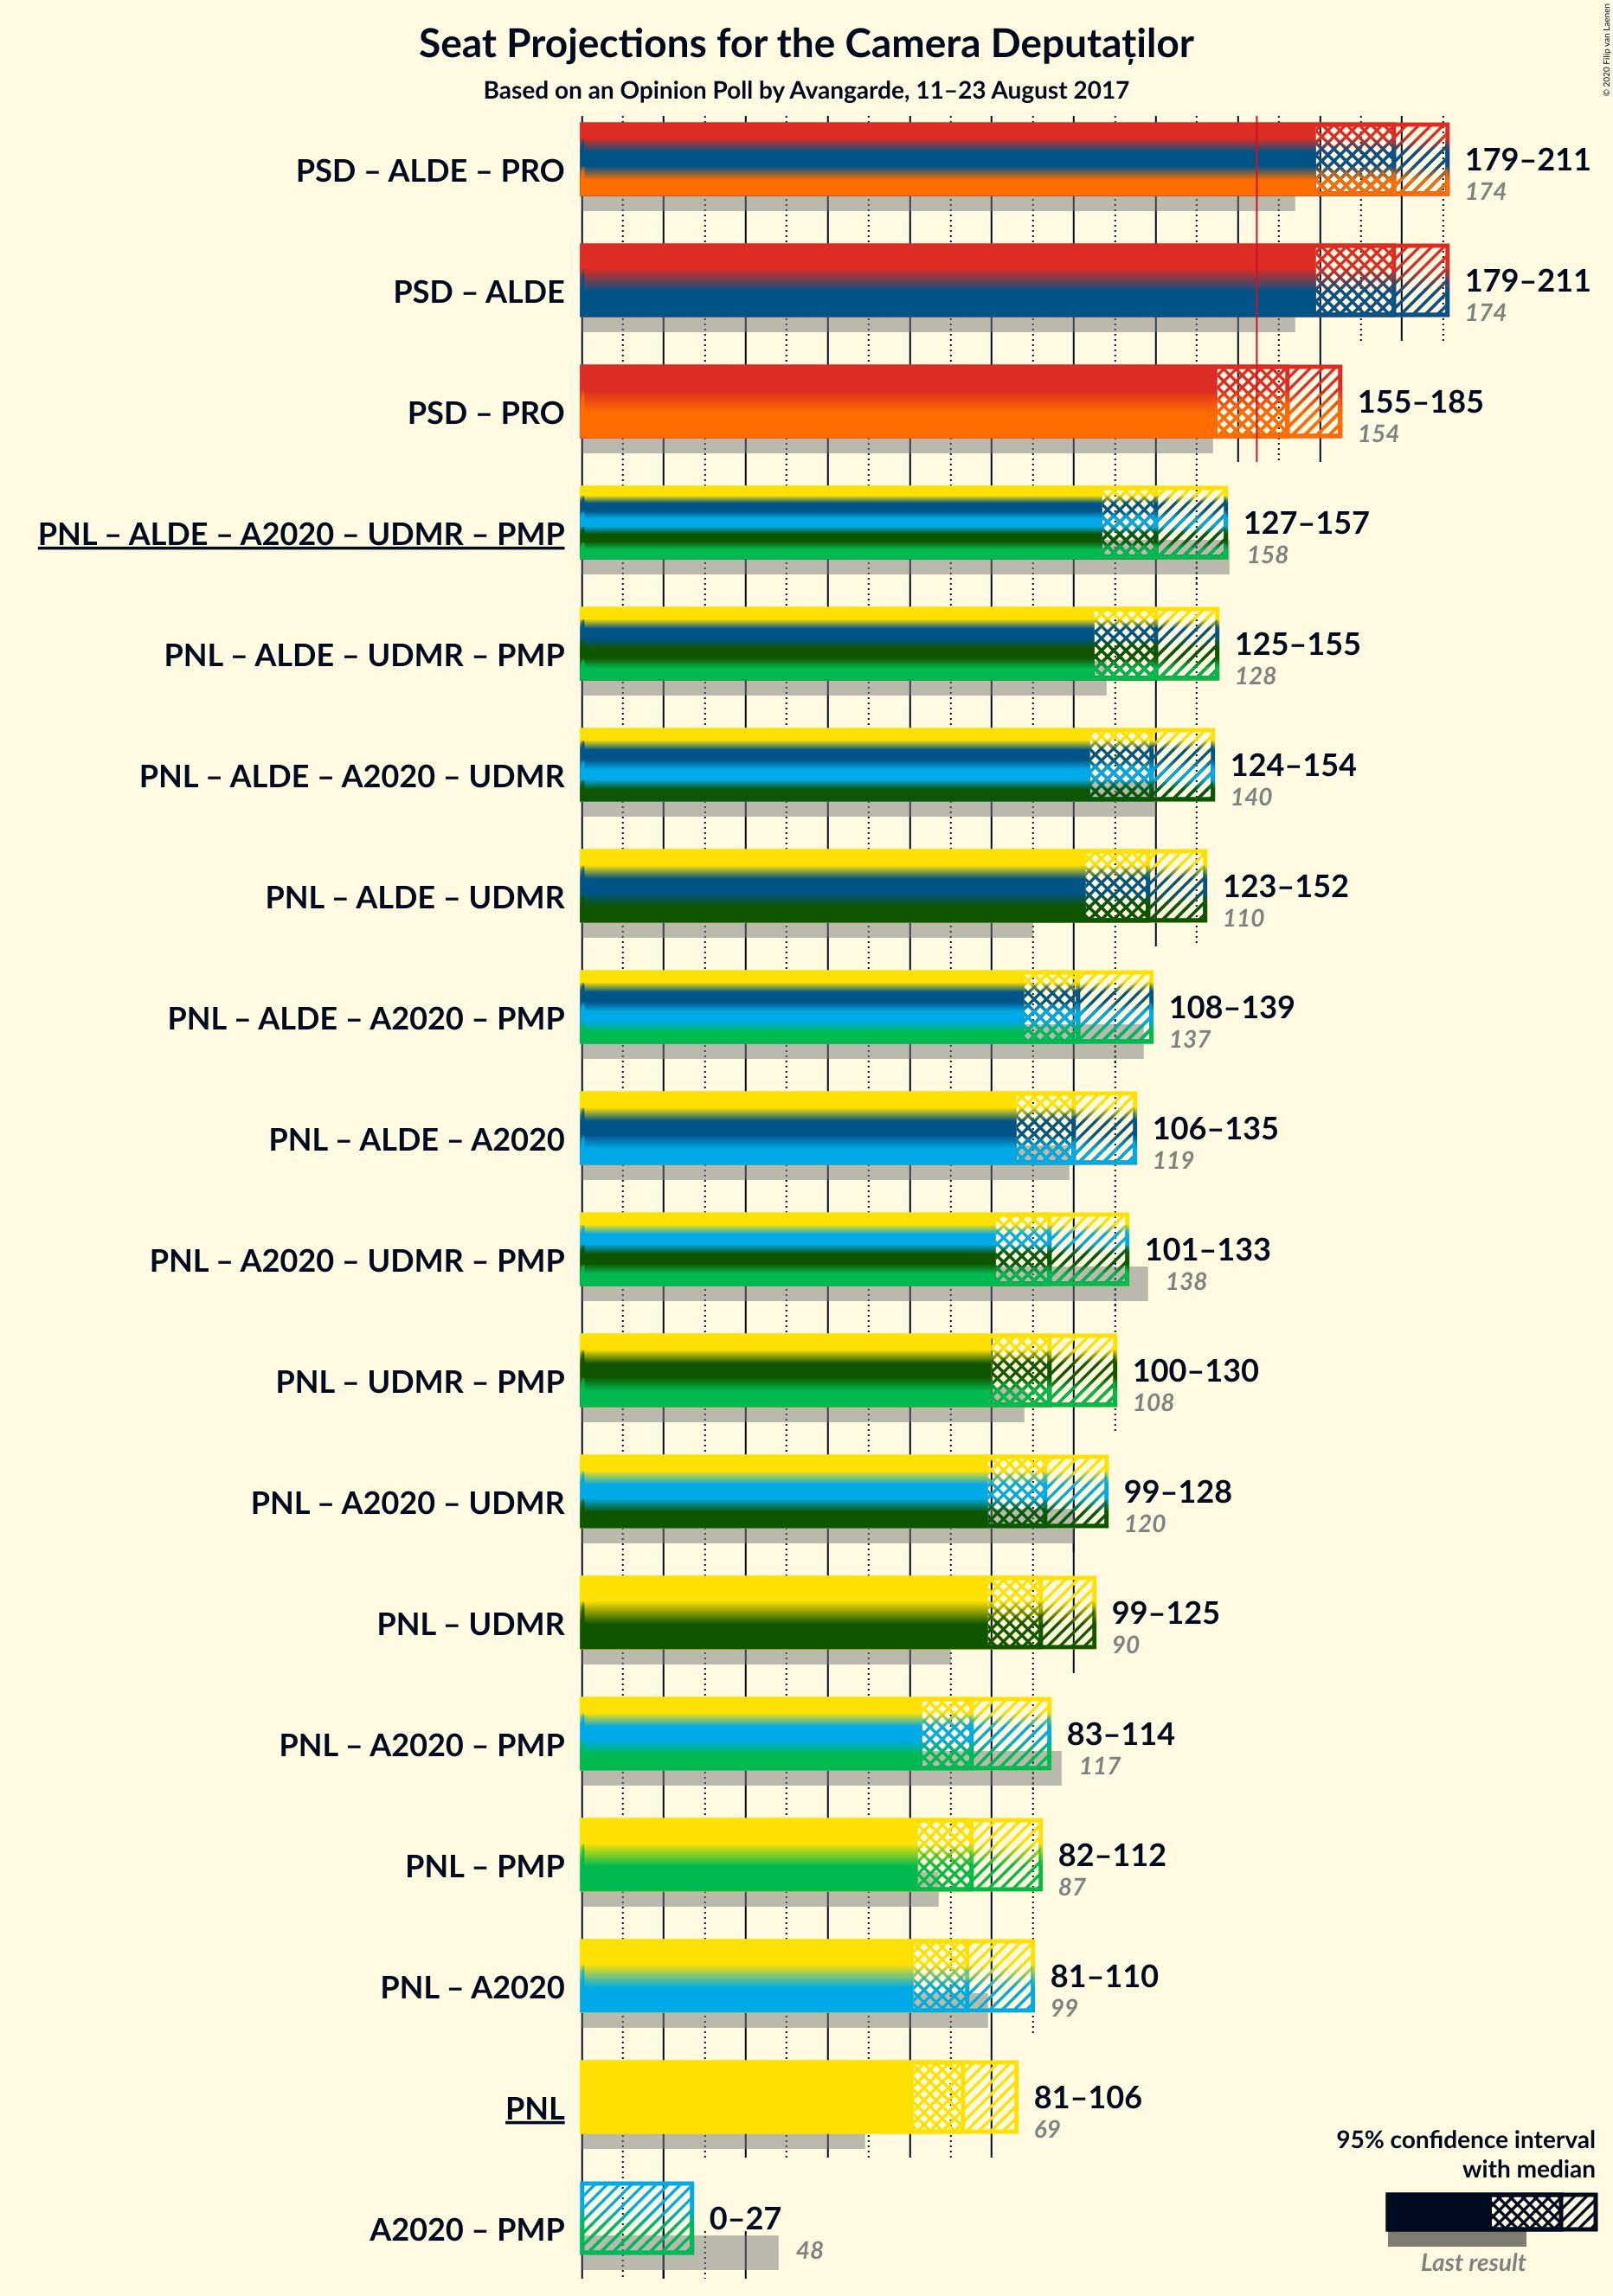 Seat Projections for the Camera Deputaților
Based on an Opinion Poll by Avangarde, 11–23 August 2017
© 2020 Filip van Laenen
PSD – ALDE – PRO
179–211
174
PSD – ALDE
179–211
174
PSD – PRO
155–185
154
PNL – ALDE – A2020 – UDMR – PMP
127–157
158
PNL – ALDE – UDMR – PMP
125–155
128
PNL – ALDE – A2020 – UDMR
124–154
140
PNL – ALDE – UDMR
123–152
110
PNL – ALDE – A2020 – PMP
108–139
137
PNL – ALDE – A2020
106–135
119
PNL – A2020 – UDMR – PMP
101–133
138
PNL – UDMR – PMP
100–130
108
PNL – A2020 – UDMR
99–128
120
PNL – UDMR
99–125
90
PNL – A2020 – PMP
83–114
117
PNL – PMP
82–112
87
PNL – A2020
81–110
99
PNL
81–106
69
A2020 – PMP
0–27
48
95% confidence interval
with median
Last result